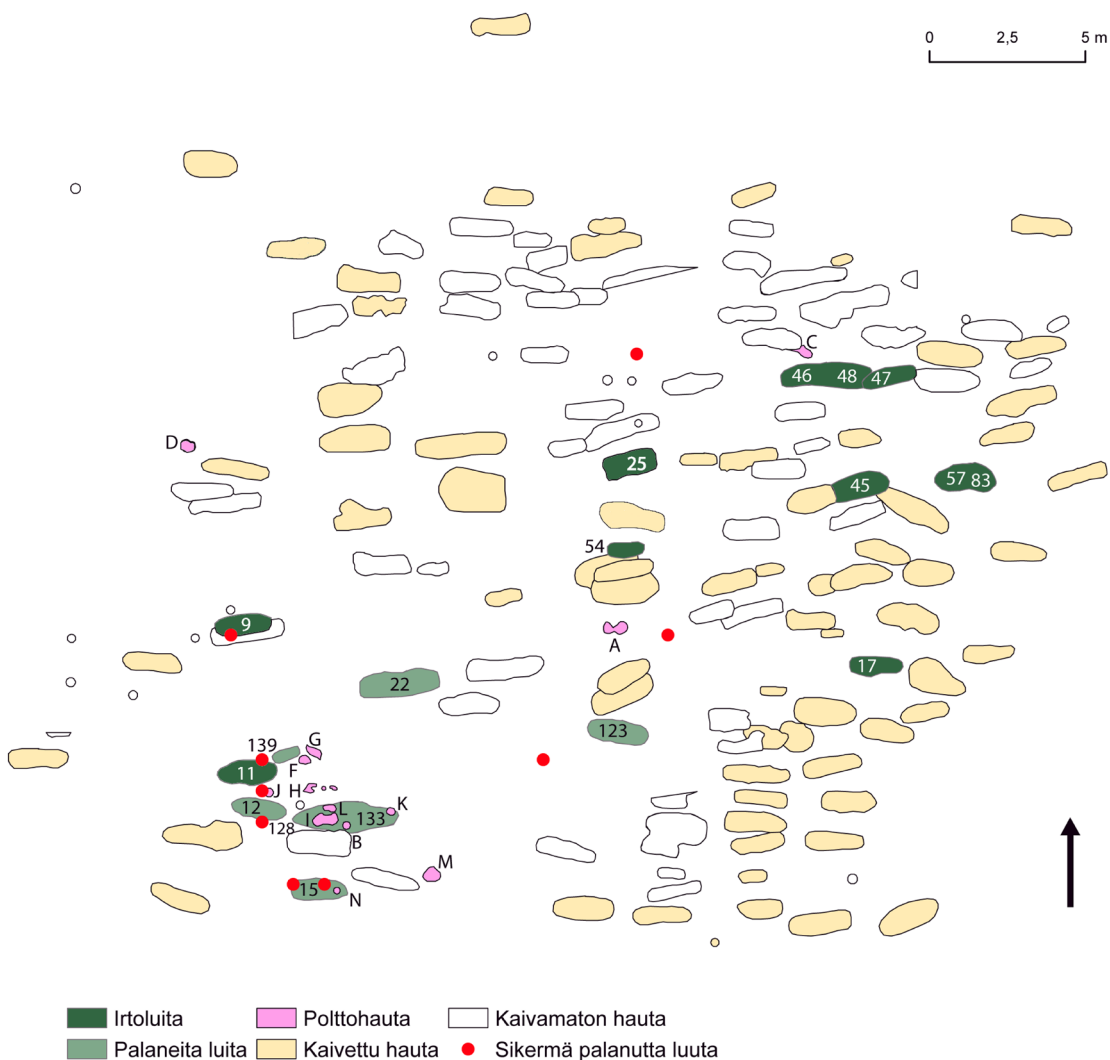 0 2,5 5 m
C
46 48 47
D
25
45
57 83
54
9
A
17
22
123
139
G
F
11
J H
L K
12 I 133
128
B
M
15
N
Irtoluita Polttohauta Kaivamaton hauta
Palaneita luita Kaivettu hauta Sikermä palanutta luuta